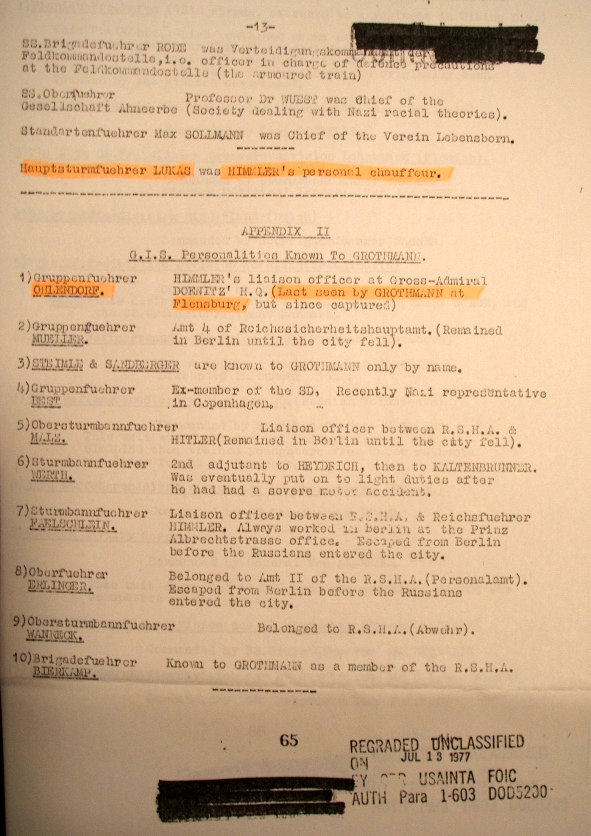 -13-
SS.Brigadefuehrer RODE was Verteidigungskommandant der
Feldkommandostelle,i.e. officer in charge of defence precautions
at the Feldkommandostelle (the armoured train)
SS.Oberfuehrer Professor Dr WUEST was Chief of the
Gesellschaft Ahneerbe (Society dealing with Nazi racial theories).
Standartenfuehrer Max SOLLMANN was Chief of the Verein Lebensborn.
Hauptsturmfuehrer LUKAS was HIMMLER's personal chauffeur.
APPENDIX II
G.I.S. Personalities Known To GROTHMANN.
1)Gruppenfuehrer HIMMLER's liaison officer at Gross-Admiral
OHLENDORF. DOENITZ' H.Q.(Last seen by GROTHMANN at
Flensburg, but since captured)
2)Gruppenfuehrer Amt 4 of Reichssicherheitshauptamt.(Remained
MUELLER. in Berlin until the city fell).
3)STEIMLE & SANDBERGER are known to GROTHMANN only by name.
4)Gruppenfuehrer Ex-member of the SD, Recently Nazi representative
BEST in Copenhagen.
5)Obersturmbannfuehrer Liaison officer between R.S.H.A. &
MALS. HITLER(Remained in Berlin until the city fell).
6)Sturmbannfuehrer 2nd adjutant to HEYDRICH, then to KALTENBRUNNER.
WERTH. Was eventually put on to light duties after
he had had a severe motor accident.
7)Sturmbannfuehrer Liaison officer between R.S.H.A. & Reichsfuehrer
FAELSCHLEIN. HIMMLER. Always worked in berlin at the Prinz
Albrechtstrasse office. Escaped from Berlin
before the Russians entered the city.
8)Oberfuehrer Belonged to Amt II of the R.S.H.A.(Personalamt).
ERLINGER. Escaped from Berlin before the Russians
entered the city.
9)Obersturmbannfuehrer Belonged to R.S.H.A.(Abwehr).
WANNECK.
10)Brigadefuehrer Known to GROTHMANN as a member of the R.S.H.A.
BIERKAMP.
65
REGRADED UNCLASSIFIED
ON JUL 13 1977
BY USAINTA FOIC
AUTH Para 1-603 DOD5200